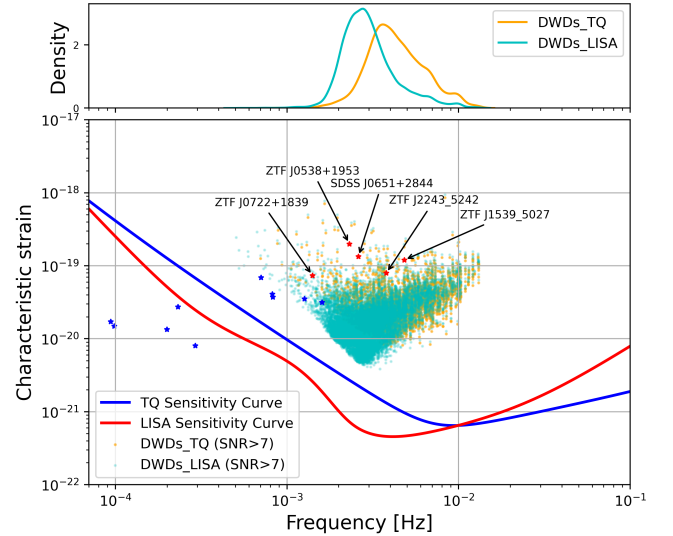 Density
2
0
DWDs_TQ
DWDs_LISA
Characteristic strain
10⁻¹⁷
10⁻¹⁸
10⁻¹⁹
10⁻²⁰
10⁻²¹
10⁻²²
ZTF J0538+1953
SDSS J0651+2844
ZTF J0722+1839
ZTF J2243_5242
ZTF J1539_5027
TQ Sensitivity Curve
LISA Sensitivity Curve
DWDs_TQ (SNR>7)
DWDs_LISA (SNR>7)
10⁻⁴
10⁻³
10⁻²
10⁻¹
Frequency [Hz]